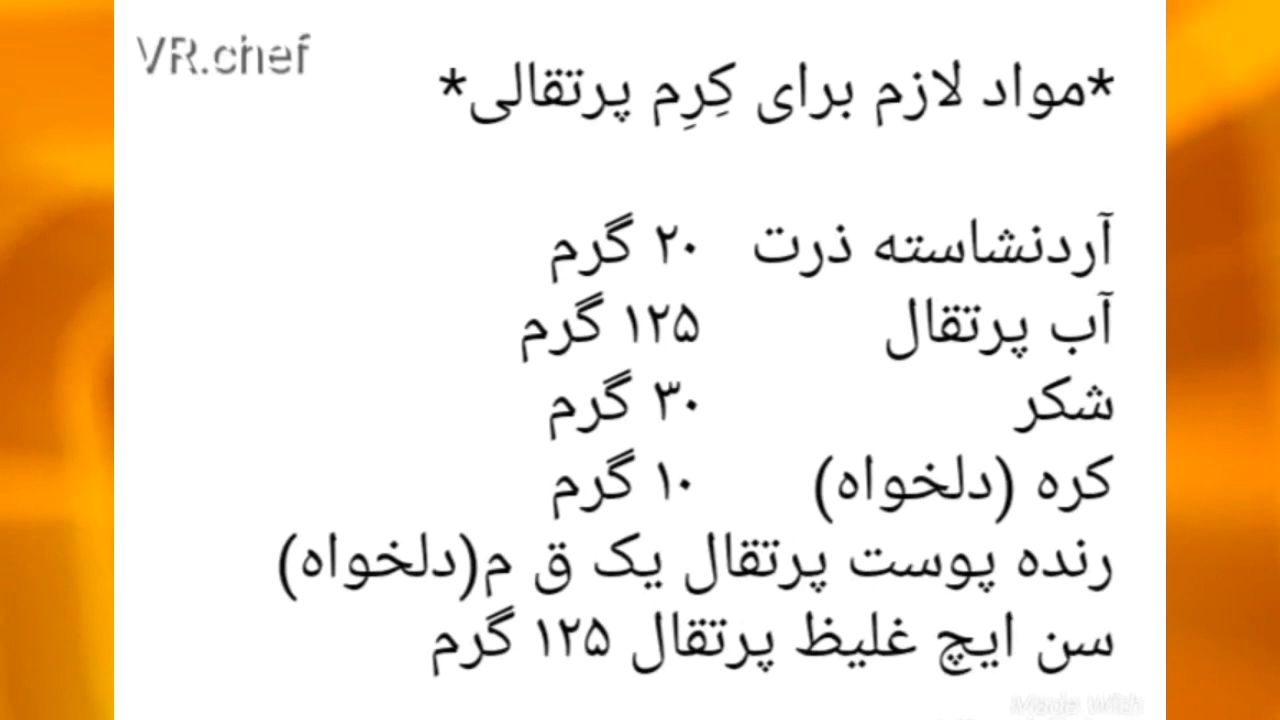 VR.chef
*مواد لازم برای کِرِم پرتقالی*
آردنشاسته ذرت ۲۰ گرم
آب پرتقال ۱۲۵ گرم
شکر ۳۰ گرم
کره (دلخواه) ۱۰ گرم
رنده پوست پرتقال یک ق م(دلخواه)
سن ایچ غلیظ پرتقال ۱۲۵ گرم
Made With